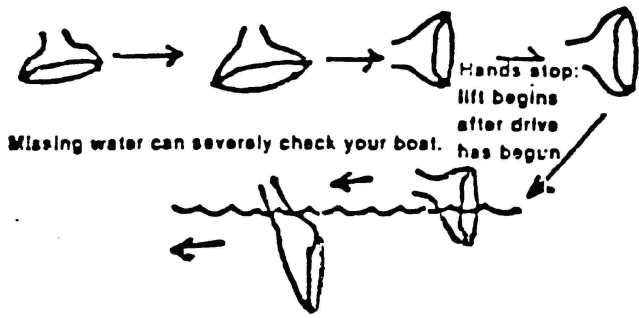 Hands stop:
lift begins
after drive
has begun
Missing water can severely check your boat.